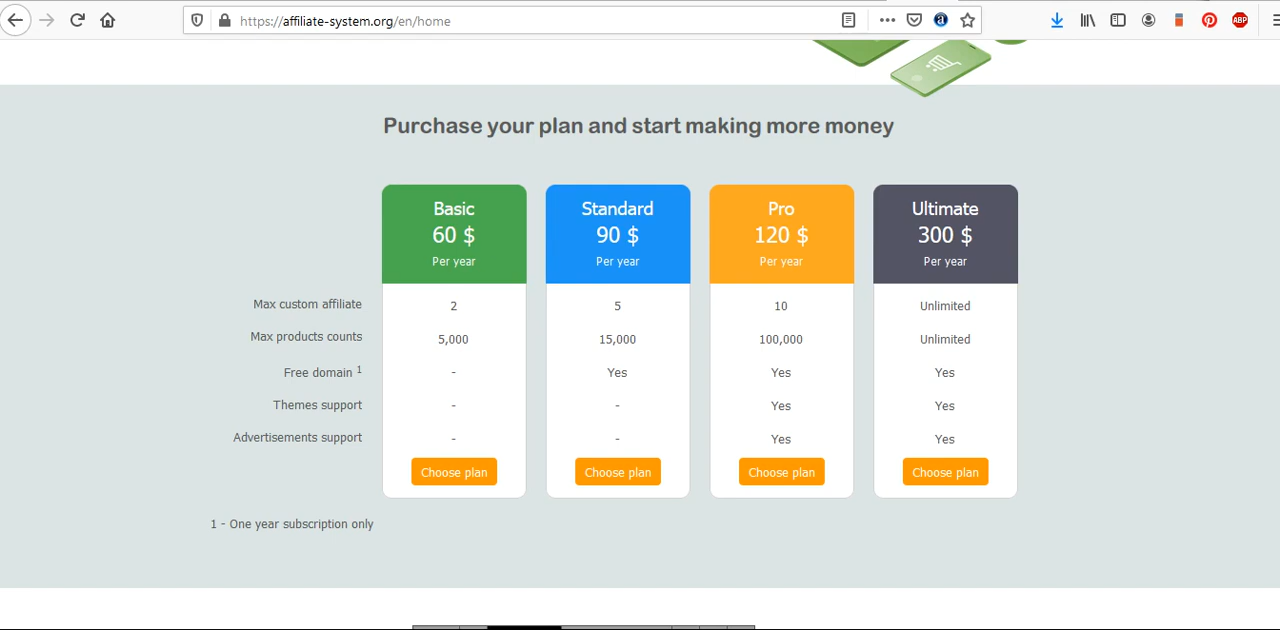 https://affiliate-system.org/en/home
ABP
Purchase your plan and start making more money
Basic Standard Pro Ultimate
60 $ 90 $ 120 $ 300 $
Per year Per year Per year Per year
Max custom affiliate 2 5 10 Unlimited
Max products counts 5,000 15,000 100,000 Unlimited
Free domain 1 - Yes Yes Yes
Themes support - - Yes Yes
Advertisements support - - Yes Yes
Choose plan Choose plan Choose plan Choose plan
1 - One year subscription only